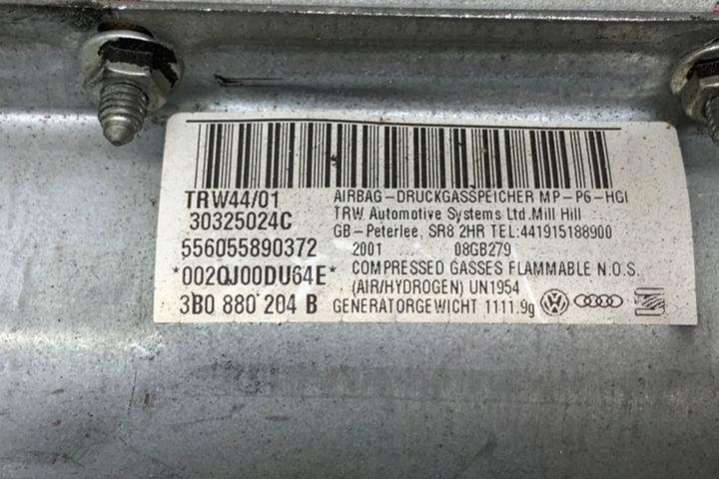 TRW44/01
30325024C
556055890372
*002QJ00DU64E*
3B0 880 204 B
AIRBAG-DRUCKGASSPEICHER MP-P6-HGI
TRW Automotive Systems Ltd. Mill Hill
GB-Peterlee, SR8 2HR TEL:441915188900
2001 08GB279
COMPRESSED GASSES FLAMMABLE N.O.S.
(AIR/HYDROGEN) UN1954
GENERATORGEWICHT 1111.9g